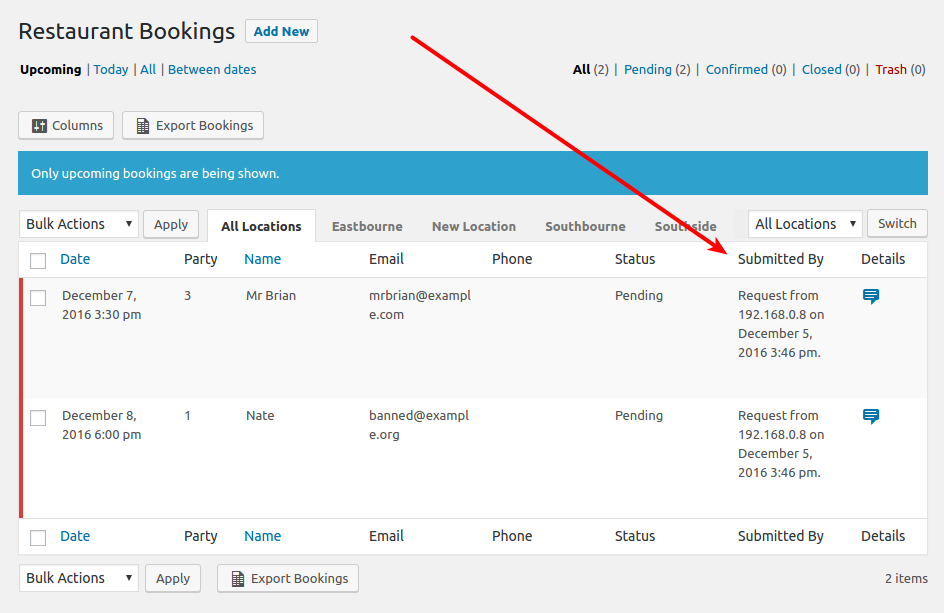 Restaurant Bookings Add New
Upcoming | Today | All | Between dates All (2) | Pending (2) | Confirmed (0) | Closed (0) | Trash (0)
Columns Export Bookings
Only upcoming bookings are being shown.
Bulk Actions Apply All Locations Eastbourne New Location Southbourne Southside All Locations Switch
Date Party Name Email Phone Status Submitted By Details
December 7, 3 Mr Brian mrbrian@exampl Pending Request from
2016 3:30 pm e.com 192.168.0.8 on
December 5,
2016 3:46 pm.
December 8, 1 Nate banned@exampl Pending Request from
2016 6:00 pm e.org 192.168.0.8 on
December 5,
2016 3:46 pm.
Date Party Name Email Phone Status Submitted By Details
Bulk Actions Apply Export Bookings 2 items